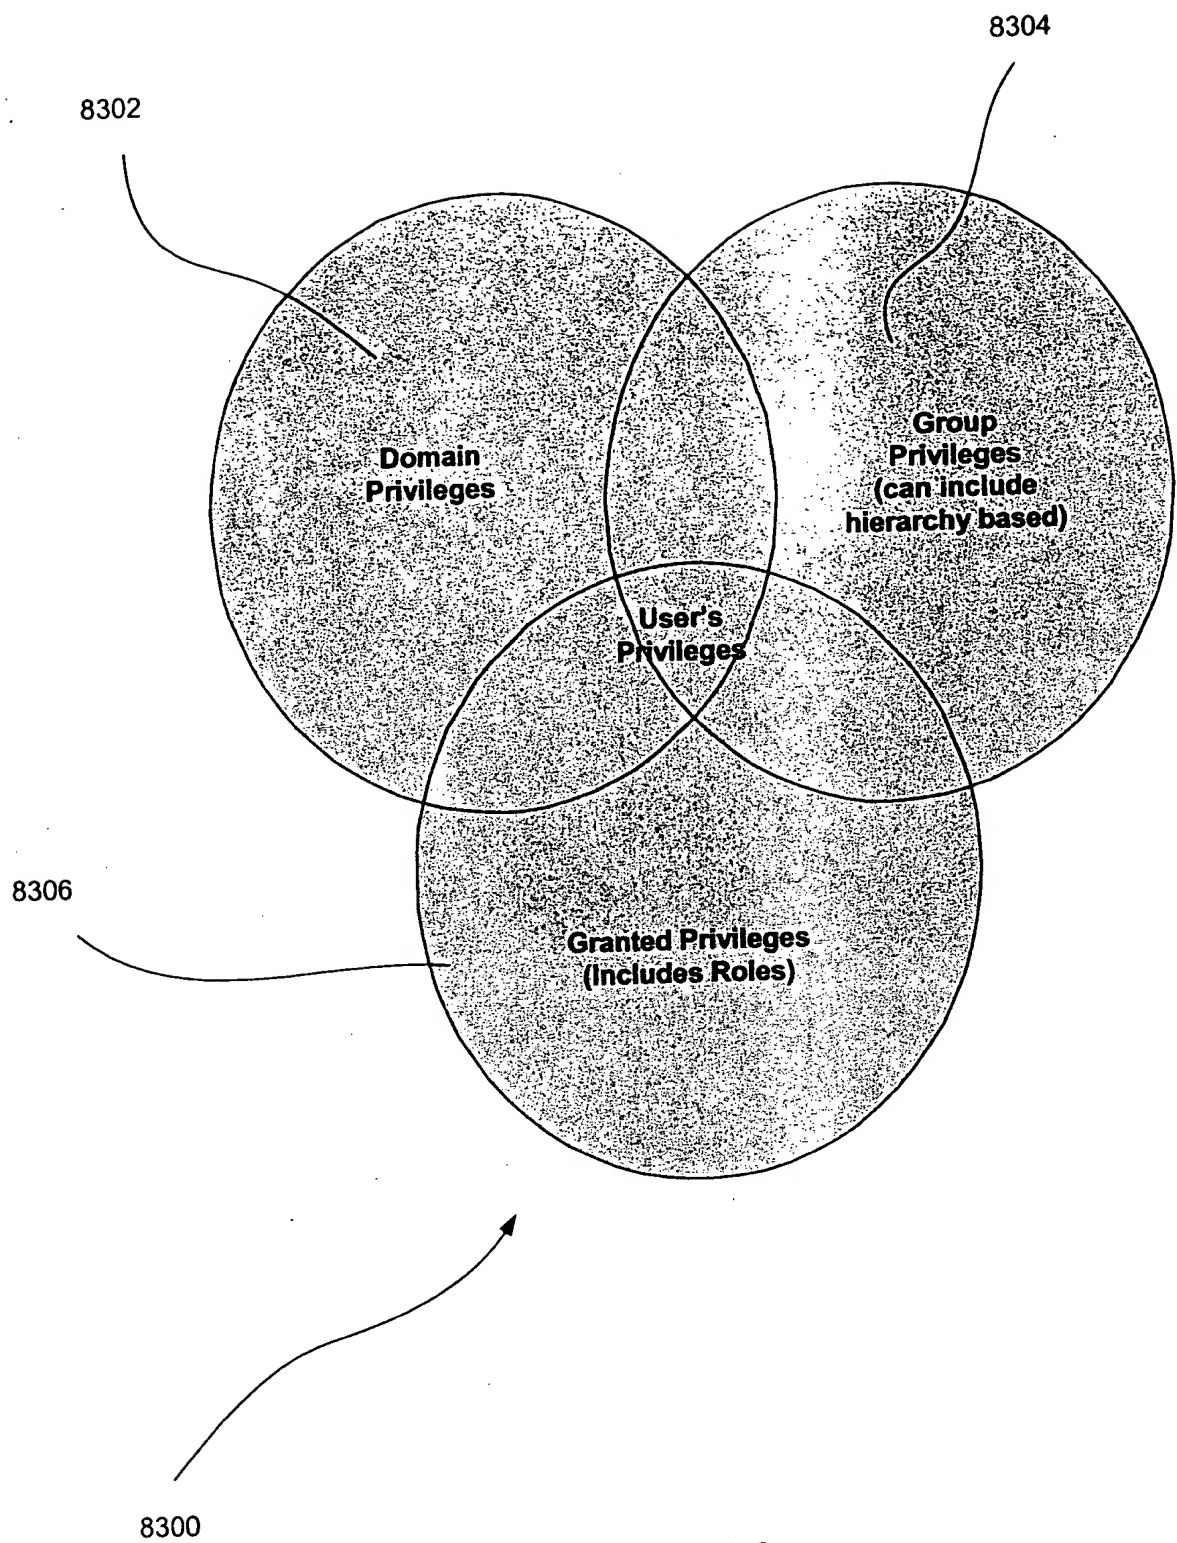 8304
8302
Domain
Privileges
Group
Privileges
(can include
hierarchy based)
User's
Privileges
8306
Granted Privileges
(Includes Roles)
8300